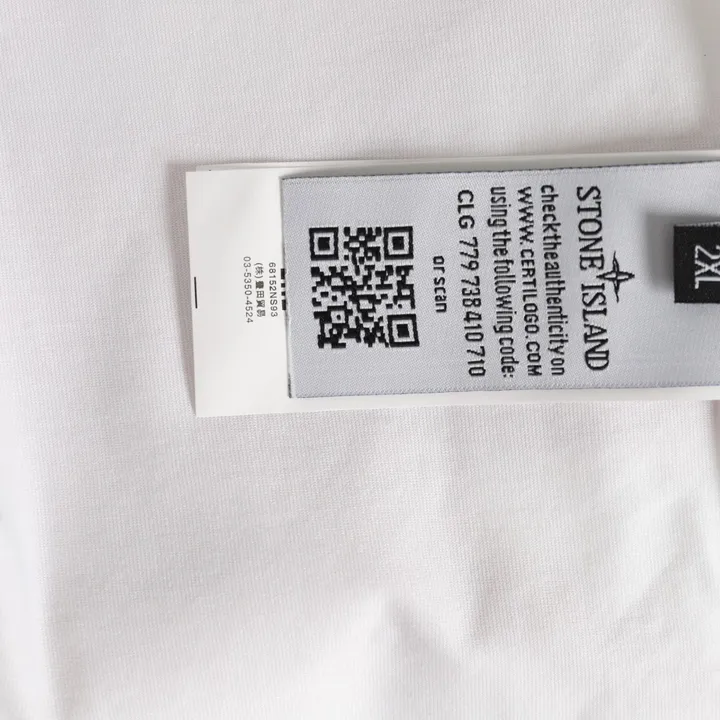 2XL
STONE ISLAND
check the authenticity on
WWW.CERTILOGO.COM
using the following code:
CLG 779 738 410 710
or scan
68152NS93
(株)豊田貿易
03-5350-4524